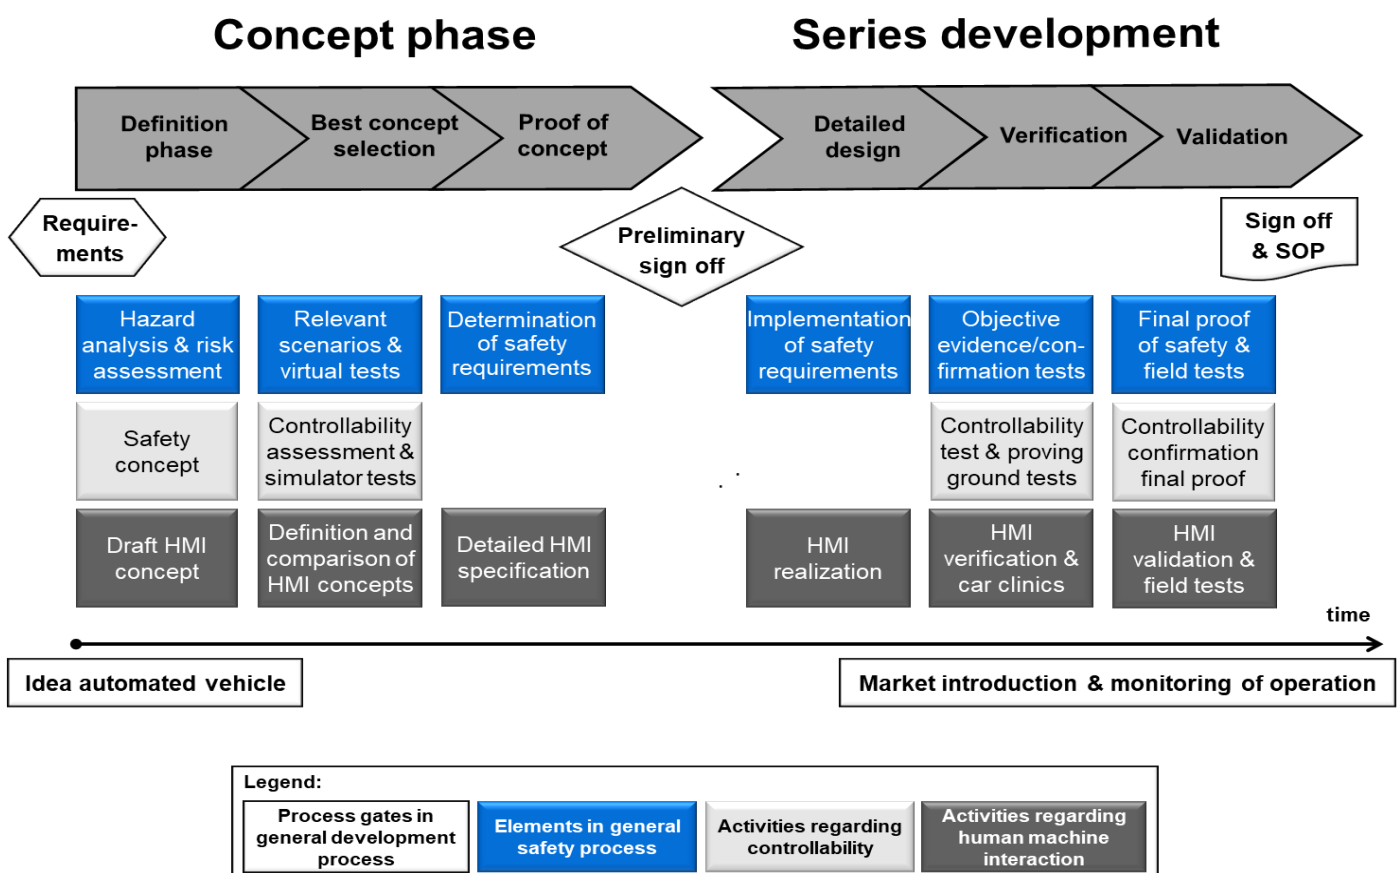 Concept phase
Series development
Definition
phase
Best concept
selection
Proof of
concept
Detailed
design
Verification
Validation
Require-
ments
Preliminary
sign off
Sign off
& SOP
Hazard
analysis & risk
assessment
Relevant
scenarios &
virtual tests
Determination
of safety
requirements
Implementation
of safety
requirements
Objective
evidence/con-
firmation tests
Final proof
of safety &
field tests
Safety
concept
Controllability
assessment &
simulator tests
Controllability
test & proving
ground tests
Controllability
confirmation
final proof
Draft HMI
concept
Definition and
comparison of
HMI concepts
Detailed HMI
specification
HMI
realization
HMI
verification &
car clinics
HMI
validation &
field tests
time
Idea automated vehicle
Market introduction & monitoring of operation
Legend:
Process gates in
general development
process
Elements in general
safety process
Activities regarding
controllability
Activities regarding
human machine
interaction